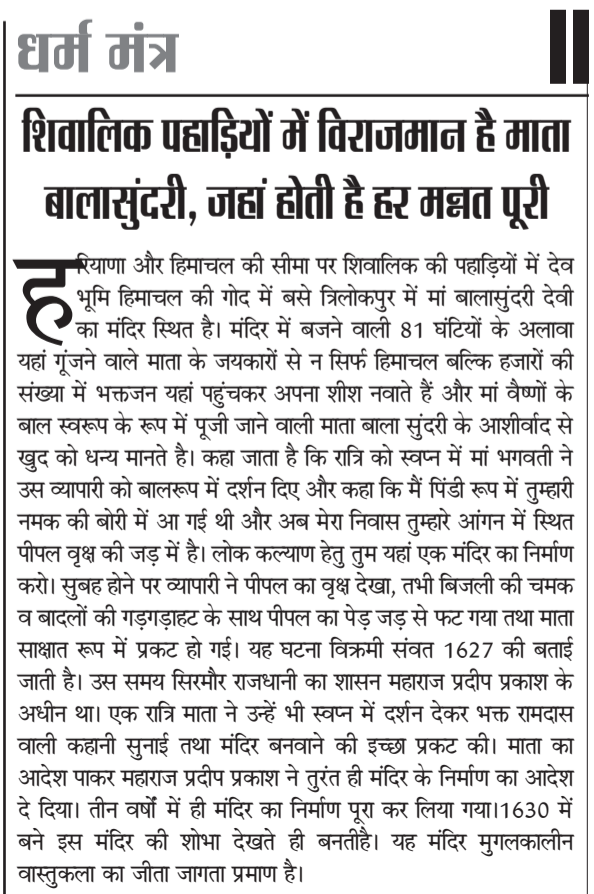 धर्म मंत्र
शिवालिक पहाड़ियों में विराजमान है माता
बालासुंदरी, जहां होती है हर मन्नत पूरी
हरियाणा और हिमाचल की सीमा पर शिवालिक की पहाड़ियों में देव
भूमि हिमाचल की गोद में बसे त्रिलोकपुर में मां बालासुंदरी देवी
का मंदिर स्थित है। मंदिर में बजने वाली 81 घंटियों के अलावा
यहां गूंजने वाले माता के जयकारों से न सिर्फ हिमाचल बल्कि हजारों की
संख्या में भक्तजन यहां पहुंचकर अपना शीश नवाते हैं और मां वैष्णों के
बाल स्वरूप के रूप में पूजी जाने वाली माता बाला सुंदरी के आशीर्वाद से
खुद को धन्य मानते है। कहा जाता है कि रात्रि को स्वप्न में मां भगवती ने
उस व्यापारी को बालरूप में दर्शन दिए और कहा कि मैं पिंडी रूप में तुम्हारी
नमक की बोरी में आ गई थी और अब मेरा निवास तुम्हारे आंगन में स्थित
पीपल वृक्ष की जड़ में है। लोक कल्याण हेतु तुम यहां एक मंदिर का निर्माण
करो। सुबह होने पर व्यापारी ने पीपल का वृक्ष देखा, तभी बिजली की चमक
व बादलों की गड़गड़ाहट के साथ पीपल का पेड़ जड़ से फट गया तथा माता
साक्षात रूप में प्रकट हो गई। यह घटना विक्रमी संवत 1627 की बताई
जाती है। उस समय सिरमौर राजधानी का शासन महाराज प्रदीप प्रकाश के
अधीन था। एक रात्रि माता ने उन्हें भी स्वप्न में दर्शन देकर भक्त रामदास
वाली कहानी सुनाई तथा मंदिर बनवाने की इच्छा प्रकट की। माता का
आदेश पाकर महाराज प्रदीप प्रकाश ने तुरंत ही मंदिर के निर्माण का आदेश
दे दिया। तीन वर्षों में ही मंदिर का निर्माण पूरा कर लिया गया।1630 में
बने इस मंदिर की शोभा देखते ही बनतीहै। यह मंदिर मुगलकालीन
वास्तुकला का जीता जागता प्रमाण है।